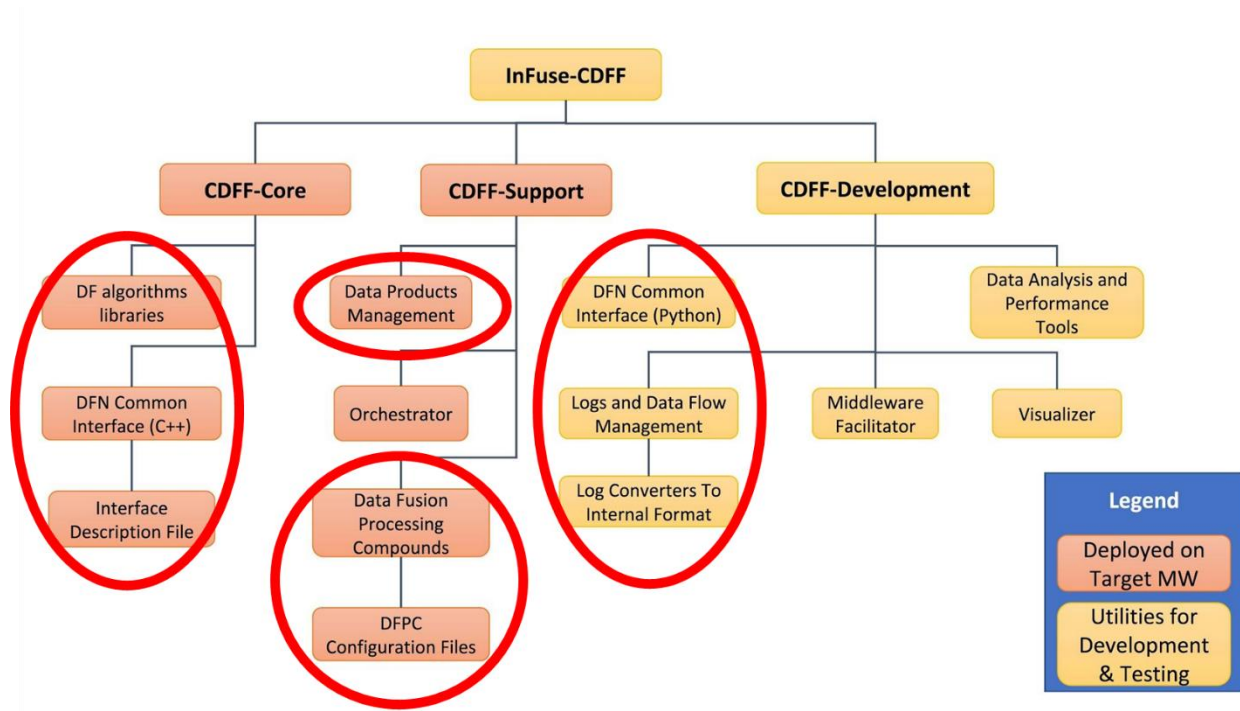 InFuse-CDFF
CDFF-Core
CDFF-Support
CDFF-Development
DF algorithms
libraries
Data Products
Management
DFN Common
Interface (Python)
Data Analysis and
Performance
Tools
DFN Common
Interface (C++)
Orchestrator
Logs and Data Flow
Management
Middleware
Facilitator
Visualizer
Interface
Description File
Data Fusion
Processing
Compounds
Log Converters To
Internal Format
DFPC
Configuration Files
Legend
Deployed on
Target MW
Utilities for
Development
& Testing